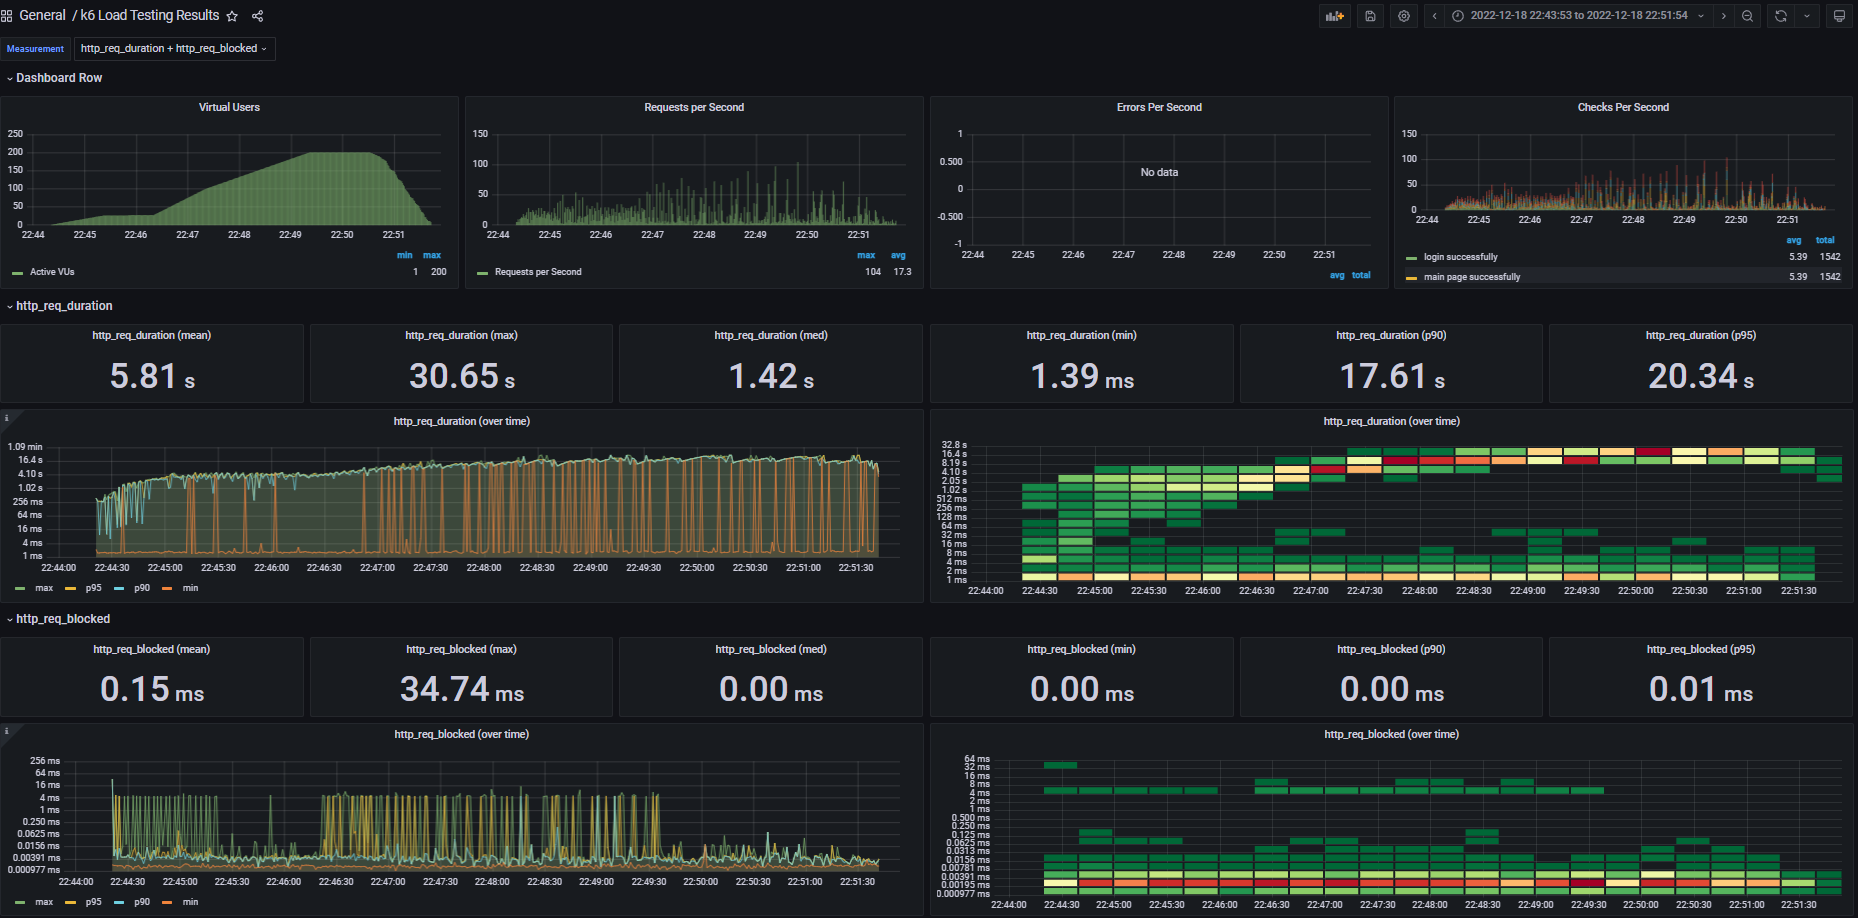 General / k6 Load Testing Results
2022-12-18 22:43:53 to 2022-12-18 22:51:54
Measurement http_req_duration + http_req_blocked
Dashboard Row
Virtual Users
250
200
150
100
50
0
22:44 22:45 22:46 22:47 22:48 22:49 22:50 22:51
min max
Active VUs 1 200
Requests per Second
150
100
50
0
22:44 22:45 22:46 22:47 22:48 22:49 22:50 22:51
max avg
Requests per Second 104 17.3
Errors Per Second
1
0.500
0
-0.500
-1
No data
22:44 22:45 22:46 22:47 22:48 22:49 22:50 22:51
avg total
Checks Per Second
150
100
50
0
22:44 22:45 22:46 22:47 22:48 22:49 22:50 22:51
avg total
login successfully 5.39 1542
main page successfully 5.39 1542
http_req_duration
http_req_duration (mean)
5.81 s
http_req_duration (max)
30.65 s
http_req_duration (med)
1.42 s
http_req_duration (min)
1.39 ms
http_req_duration (p90)
17.61 s
http_req_duration (p95)
20.34 s
http_req_duration (over time)
1.09 min
16.4 s
4.10 s
1.02 s
256 ms
64 ms
16 ms
4 ms
1 ms
22:44:00 22:44:30 22:45:00 22:45:30 22:46:00 22:46:30 22:47:00 22:47:30 22:48:00 22:48:30 22:49:00 22:49:30 22:50:00 22:50:30 22:51:00 22:51:30
max p95 p90 min
http_req_duration (over time)
32.8 s
16.4 s
8.19 s
4.10 s
2.05 s
1.02 s
512 ms
256 ms
128 ms
64 ms
32 ms
16 ms
8 ms
4 ms
2 ms
1 ms
22:44:00 22:44:30 22:45:00 22:45:30 22:46:00 22:46:30 22:47:00 22:47:30 22:48:00 22:48:30 22:49:00 22:49:30 22:50:00 22:50:30 22:51:00 22:51:30
http_req_blocked
http_req_blocked (mean)
0.15 ms
http_req_blocked (max)
34.74 ms
http_req_blocked (med)
0.00 ms
http_req_blocked (min)
0.00 ms
http_req_blocked (p90)
0.00 ms
http_req_blocked (p95)
0.01 ms
http_req_blocked (over time)
256 ms
64 ms
16 ms
4 ms
1 ms
0.250 ms
0.0625 ms
0.0156 ms
0.00391 ms
0.000977 ms
22:44:00 22:44:30 22:45:00 22:45:30 22:46:00 22:46:30 22:47:00 22:47:30 22:48:00 22:48:30 22:49:00 22:49:30 22:50:00 22:50:30 22:51:00 22:51:30
max p95 p90 min
http_req_blocked (over time)
64 ms
32 ms
16 ms
8 ms
4 ms
2 ms
1 ms
0.500 ms
0.250 ms
0.125 ms
0.0625 ms
0.0313 ms
0.0156 ms
0.00781 ms
0.00391 ms
0.00195 ms
0.000977 ms
22:44:00 22:44:30 22:45:00 22:45:30 22:46:00 22:46:30 22:47:00 22:47:30 22:48:00 22:48:30 22:49:00 22:49:30 22:50:00 22:50:30 22:51:00 22:51:30